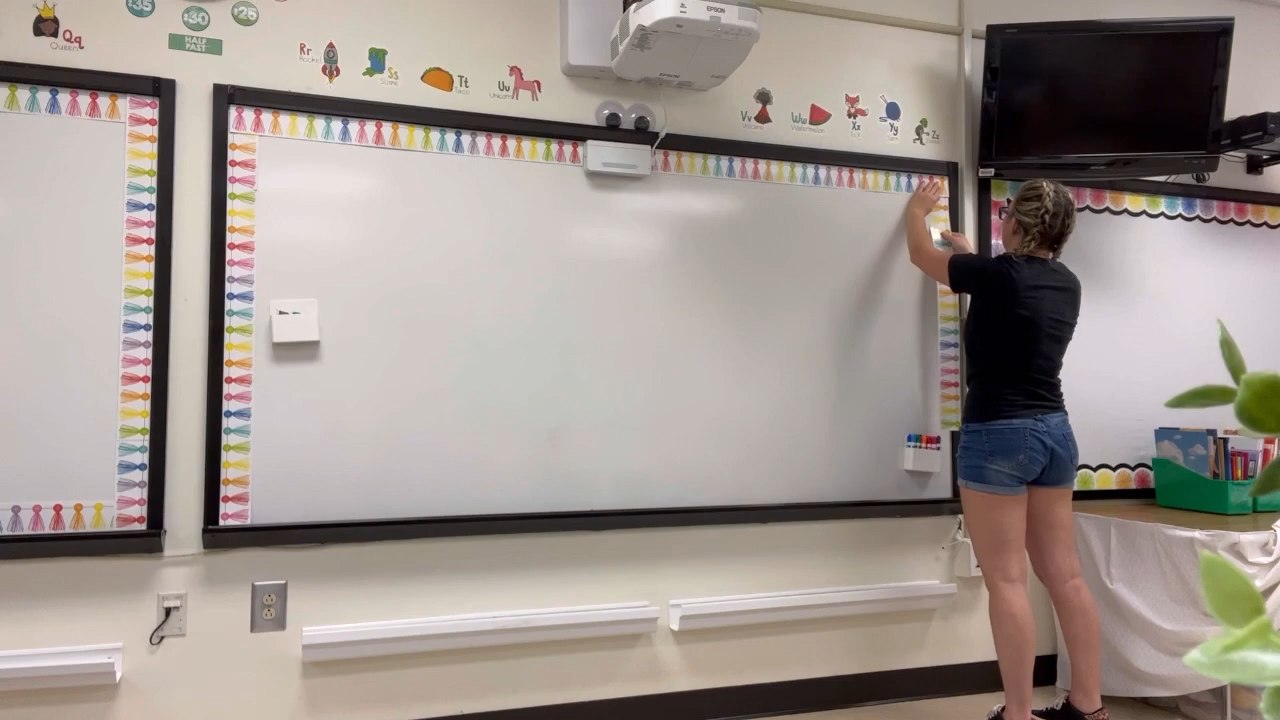 :35
:30
:25
HALF
PAST
Qq
Queen
Rr
Rocket
Ss
Tt
Taco
Uu
Unicorn
EPSON
EPSON
Vv
Volcano
Ww
Watermelon
Xx
Yy
Zz